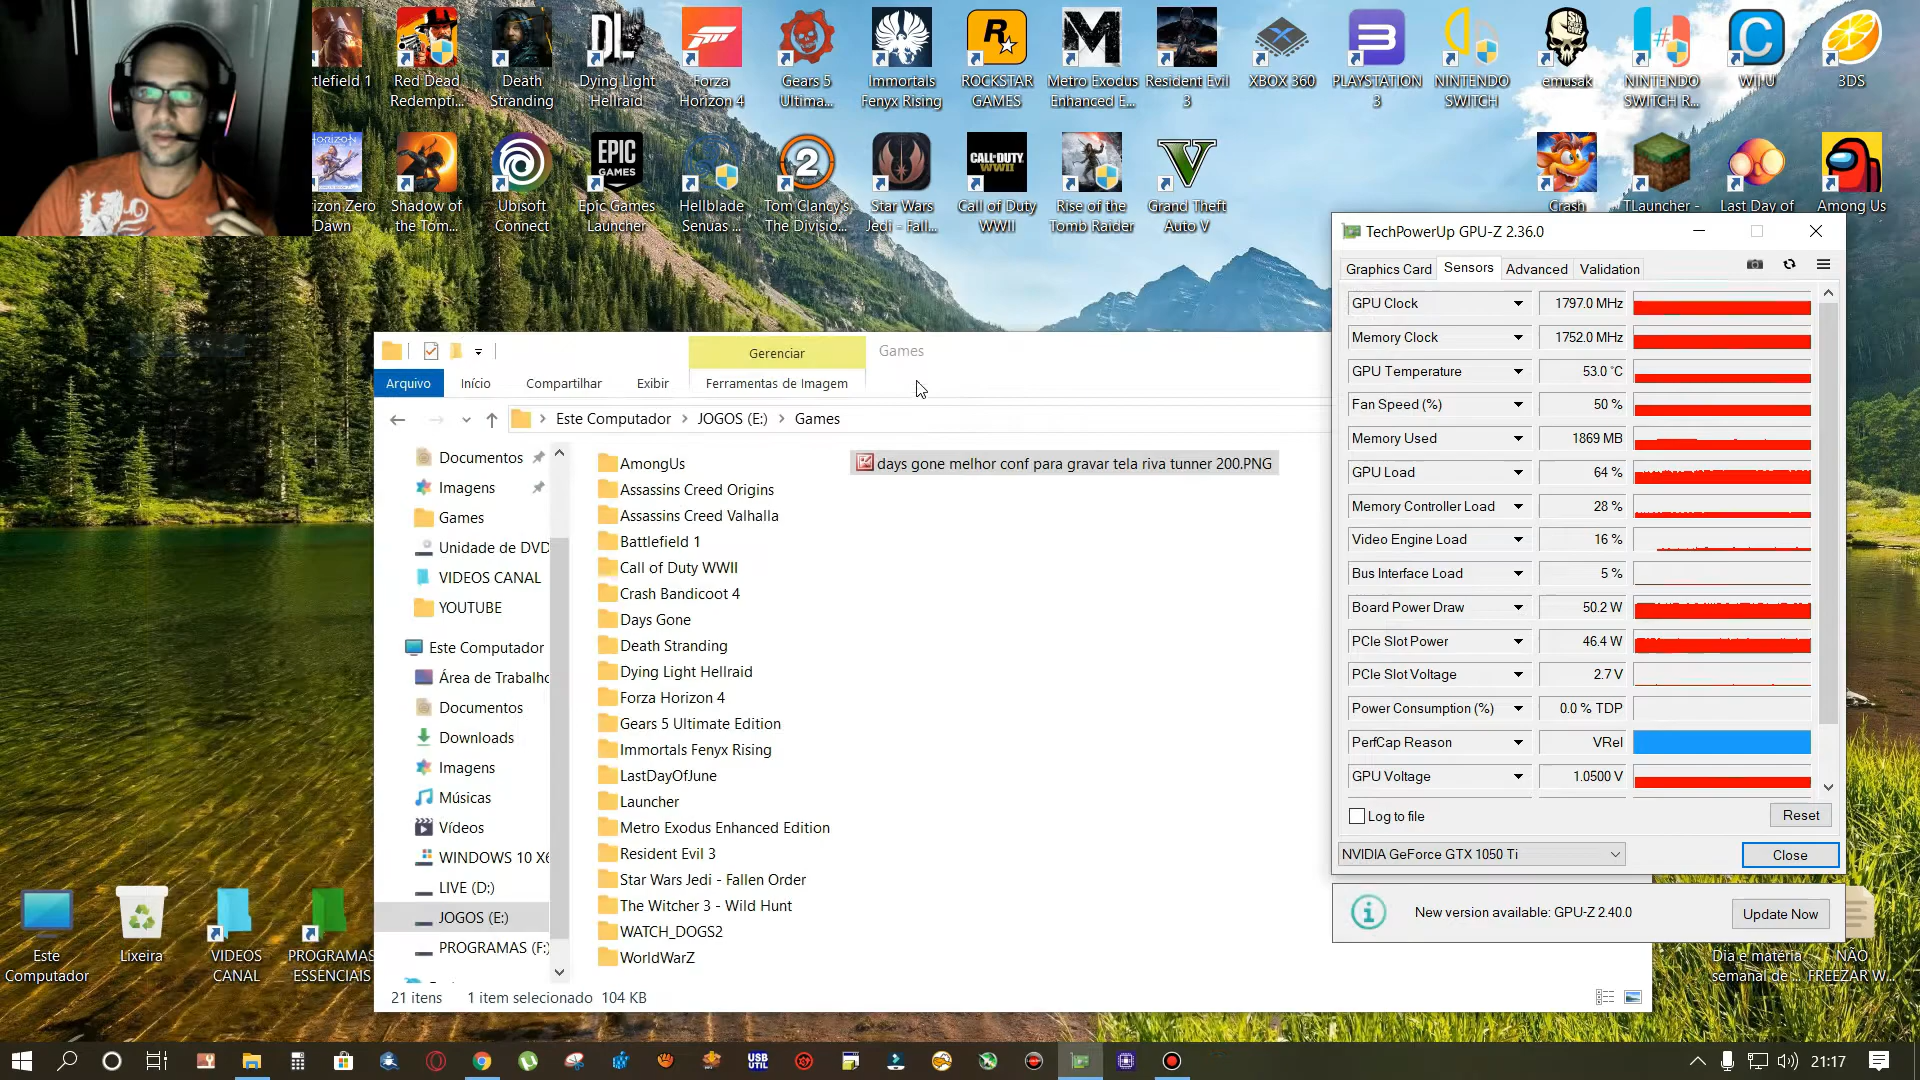 ttlefield 1
Red Dead
Redempti...
Death
Stranding
Dying Light
Hellraid
Forza
Horizon 4
Gears 5
Ultima...
Immortals
Fenyx Rising
ROCKSTAR
GAMES
Metro Exodus
Enhanced E...
Resident Evil
3
XBOX 360
PLAYSTATION
3
NINTENDO
SWITCH
emusak
NINTENDO
SWITCH R...
WII U
3DS
rizon Zero
Dawn
Shadow of
the Tom...
Ubisoft
Connect
EPIC
GAMES
Epic Games
Launcher
Hellblade
Senuas ...
Tom Clancy's
The Divisio...
Star Wars
Jedi - Fall...
CALL·DUTY
WWII
Call of Duty
WWII
Rise of the
Tomb Raider
Grand Theft
Auto V
Crash
TLauncher -
Last Day of
Among Us
TechPowerUp GPU-Z 2.36.0
Graphics Card
Sensors
Advanced
Validation
GPU Clock 1797.0 MHz
Memory Clock 1752.0 MHz
GPU Temperature 53.0 °C
Fan Speed (%) 50 %
Memory Used 1869 MB
GPU Load 64 %
Memory Controller Load 28 %
Video Engine Load 16 %
Bus Interface Load 5 %
Board Power Draw 50.2 W
PCIe Slot Power 46.4 W
PCIe Slot Voltage 2.7 V
Power Consumption (%) 0.0 % TDP
PerfCap Reason VRel
GPU Voltage 1.0500 V
Log to file
Reset
NVIDIA GeForce GTX 1050 Ti
Close
New version available: GPU-Z 2.40.0
Update Now
Gerenciar
Games
Arquivo
Início
Compartilhar
Exibir
Ferramentas de Imagem
Este Computador
JOGOS (E:)
Games
Documentos
Imagens
Games
Unidade de DVD
VIDEOS CANAL
YOUTUBE
Este Computador
Área de Trabalho
Documentos
Downloads
Imagens
Músicas
Vídeos
WINDOWS 10 X6
LIVE (D:)
JOGOS (E:)
PROGRAMAS (F:)
AmongUs
Assassins Creed Origins
Assassins Creed Valhalla
Battlefield 1
Call of Duty WWII
Crash Bandicoot 4
Days Gone
Death Stranding
Dying Light Hellraid
Forza Horizon 4
Gears 5 Ultimate Edition
Immortals Fenyx Rising
LastDayOfJune
Launcher
Metro Exodus Enhanced Edition
Resident Evil 3
Star Wars Jedi - Fallen Order
The Witcher 3 - Wild Hunt
WATCH_DOGS2
WorldWarZ
days gone melhor conf para gravar tela riva tunner 200.PNG
21 itens
1 item selecionado 104 KB
Este
Computador
Lixeira
VIDEOS
CANAL
PROGRAMAS
ESSENCIAIS
Dia e matéria
semanal de ...
NÃO
FREEZAR W...
USB
UTIL
21:17